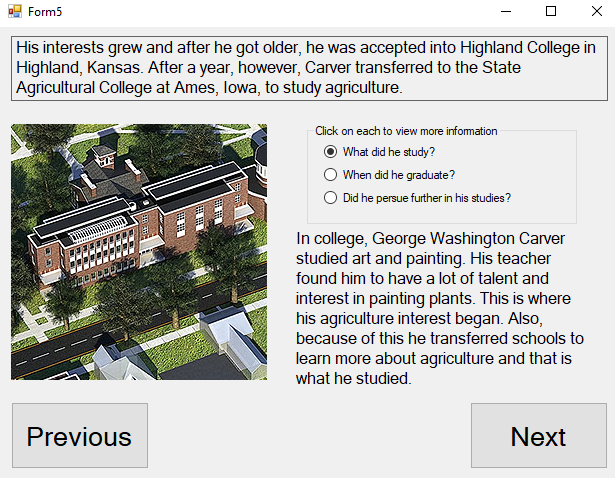 Form5
His interests grew and after he got older, he was accepted into Highland College in
Highland, Kansas. After a year, however, Carver transferred to the State
Agricultural College at Ames, Iowa, to study agriculture.
Click on each to view more information
What did he study?
When did he graduate?
Did he persue further in his studies?
In college, George Washington Carver
studied art and painting. His teacher
found him to have a lot of talent and
interest in painting plants. This is where
his agriculture interest began. Also,
because of this he transferred schools to
learn more about agriculture and that is
what he studied.
Previous
Next